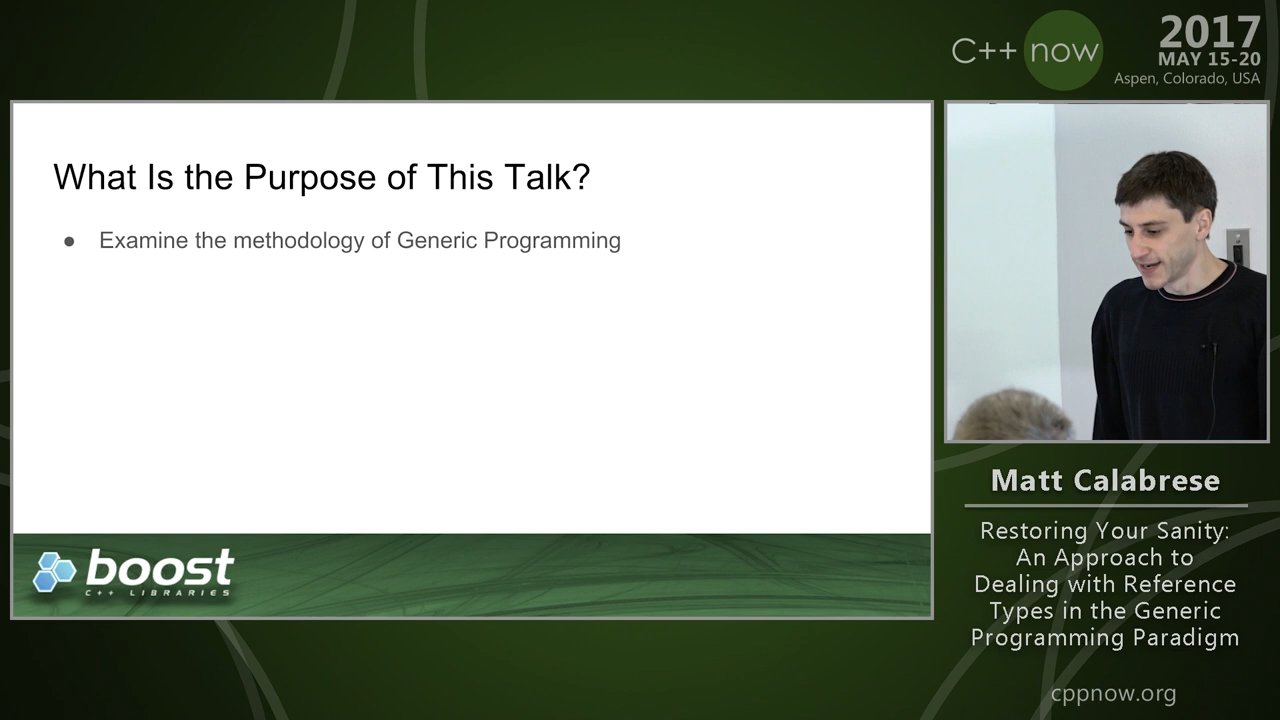 C++ now
2017
MAY 15-20
Aspen, Colorado, USA
What Is the Purpose of This Talk?
● Examine the methodology of Generic Programming
boost
C++ LIBRARIES
Matt Calabrese
Restoring Your Sanity:
An Approach to
Dealing with Reference
Types in the Generic
Programming Paradigm
cppnow.org